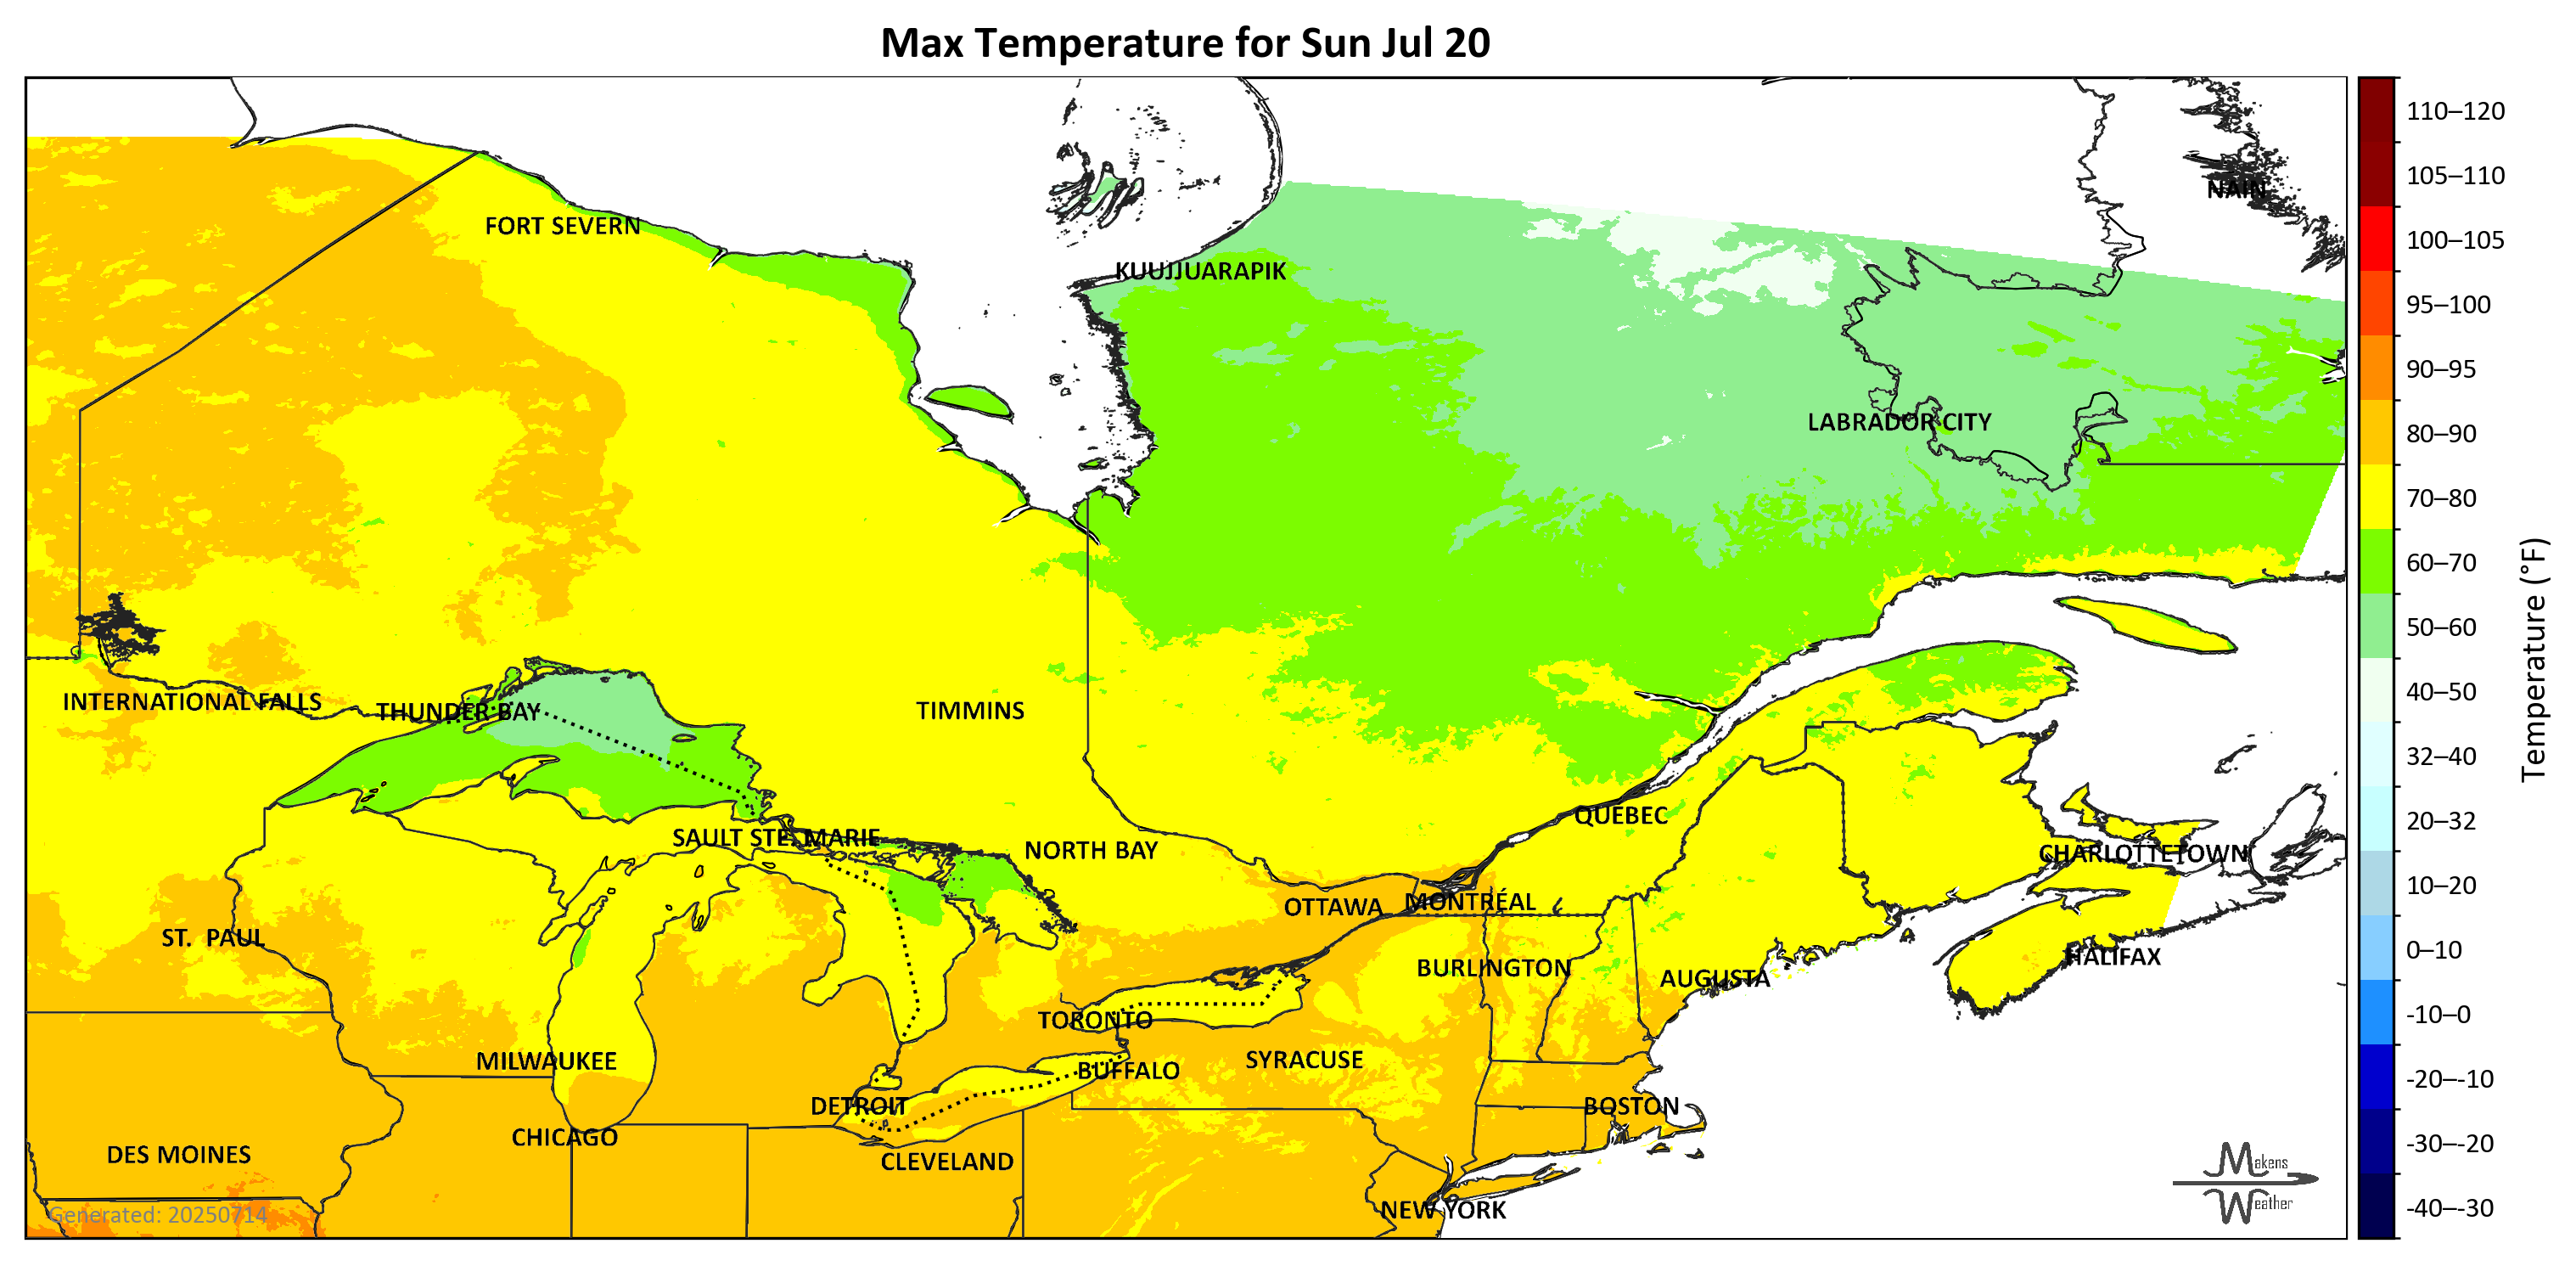 Max Temperature for Sun Jul 20
NAIN
FORT SEVERN
KUUJJUARAPIK
LABRADOR CITY
INTERNATIONAL FALLS
THUNDER BAY
TIMMINS
QUÉBEC
SAULT STE. MARIE
NORTH BAY
CHARLOTTETOWN
OTTAWA
MONTRÉAL
ST. PAUL
HALIFAX
BURLINGTON
AUGUSTA
TORONTO
MILWAUKEE
SYRACUSE
BUFFALO
DETROIT
BOSTON
CHICAGO
DES MOINES
CLEVELAND
NEW YORK
Generated: 20250714
Makens
Weather
110–120
105–110
100–105
95–100
90–95
80–90
70–80
60–70
50–60
40–50
32–40
20–32
10–20
0–10
-10–0
-20–-10
-30–-20
-40–-30
Temperature (°F)